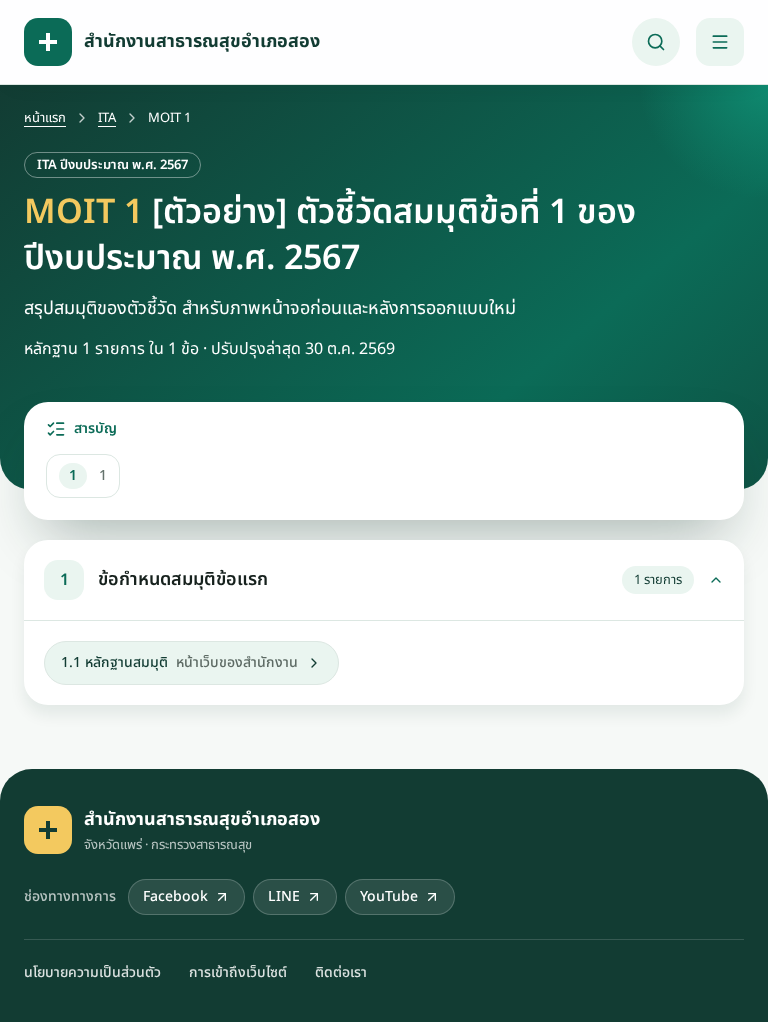 สำนักงานสาธารณสุขอำเภอสอง
หน้าแรก
ITA
MOIT 1
ITA ปีงบประมาณ พ.ศ. 2567
MOIT 1 [ตัวอย่าง] ตัวชี้วัดสมมุติข้อที่ 1 ของ
ปีงบประมาณ พ.ศ. 2567
สรุปสมมุติของตัวชี้วัด สำหรับภาพหน้าจอก่อนและหลังการออกแบบใหม่
หลักฐาน 1 รายการ ใน 1 ข้อ · ปรับปรุงล่าสุด 30 ต.ค. 2569
สารบัญ
1 1
1 ข้อกำหนดสมมุติข้อแรก 1 รายการ
1.1 หลักฐานสมมุติ หน้าเว็บของสำนักงาน
สำนักงานสาธารณสุขอำเภอสอง
จังหวัดแพร่ · กระทรวงสาธารณสุข
ช่องทางทางการ Facebook LINE YouTube
นโยบายความเป็นส่วนตัว การเข้าถึงเว็บไซต์ ติดต่อเรา